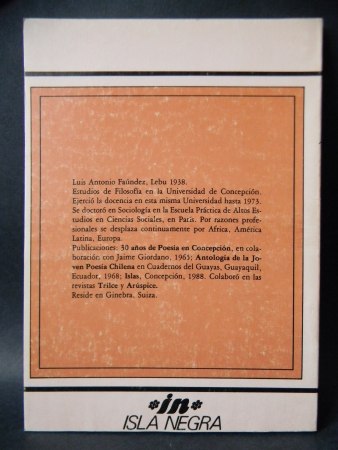 Luis Antonio Faúndez, Lebu 1938.
Estudios de Filosofía en la Universidad de Concepción.
Ejerció la docencia en esta misma Universidad hasta 1973.
Se doctoró en Sociología en la Escuela Práctica de Altos Es-
tudios en Ciencias Sociales, en París. Por razones profe-
sionales se desplaza continuamente por Africa, América
Latina, Europa.
Publicaciones: 30 años de Poesía en Concepción, en cola-
boración con Jaime Giordano, 1965; Antología de la Jo-
ven Poesía Chilena en Cuadernos del Guayas, Guayaquil,
Ecuador, 1968; Islas, Concepción, 1988. Colaboró en las
revistas Trilce y Arúspice.
Reside en Ginebra, Suiza.
*in*
ISLA NEGRA